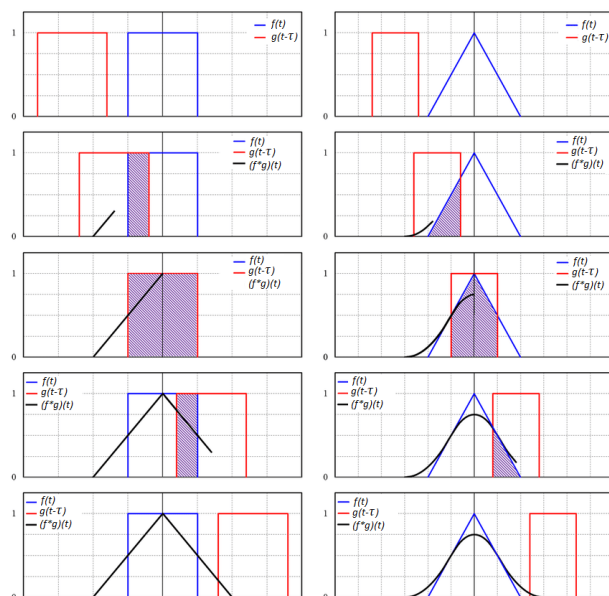 f(t)
g(t-τ)
1
0
f(t)
g(t-τ)
1
0
f(t)
g(t-τ)
(f*g)(t)
1
0
f(t)
g(t-τ)
(f*g)(t)
1
0
f(t)
g(t-τ)
(f*g)(t)
1
0
f(t)
g(t-τ)
(f*g)(t)
1
0
f(t)
g(t-τ)
(f*g)(t)
1
0
f(t)
g(t-τ)
(f*g)(t)
1
0
f(t)
g(t-τ)
(f*g)(t)
1
0
f(t)
g(t-τ)
(f*g)(t)
1
0